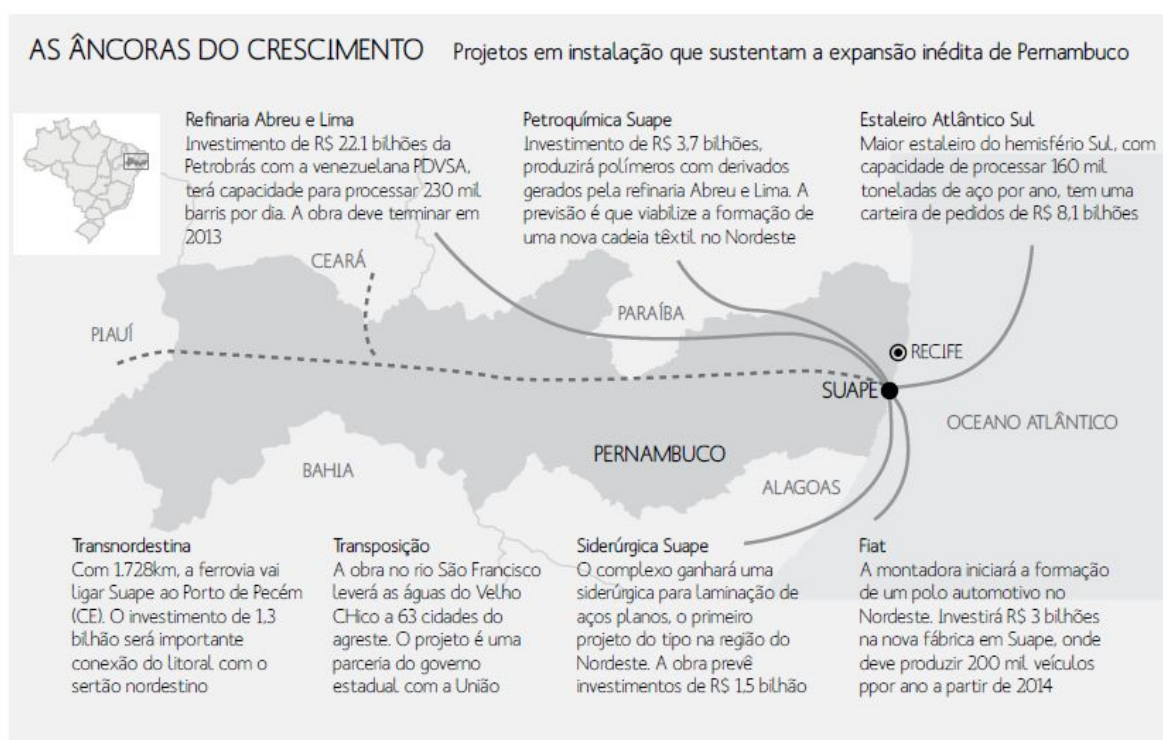 AS ÂNCORAS DO CRESCIMENTO Projetos em instalação que sustentam a expansão inédita de Pernambuco
Refinaria Abreu e Lima
Investimento de R$ 22.1 bilhões da
Petrobrás com a venezuelana PDVSA,
terá capacidade para processar 230 mil
barris por dia. A obra deve terminar em
2013
Petroquímica Suape
Investimento de R$ 3,7 bilhões,
produzirá polímeros com derivados
gerados pela refinaria Abreu e Lima. A
previsão é que viabilize a formação de
uma nova cadeia têxtil no Nordeste
Estaleiro Atlântico Sul
Maior estaleiro do hemisfério Sul, com
capacidade de processar 160 mil
toneladas de aço por ano, tem uma
carteira de pedidos de R$ 8,1 bilhões
CEARÁ
PIAUÍ
PARAÍBA
RECIFE
SUAPE
OCEANO ATLÂNTICO
PERNAMBUCO
BAHIA
ALAGOAS
Transnordestina
Com 1.728km, a ferrovia vai
ligar Suape ao Porto de Pecém
(CE). O investimento de 1,3
bilhão será importante
conexão do litoral com o
sertão nordestino
Transposição
A obra no rio São Francisco
leverá as águas do Velho
CHico a 63 cidades do
agreste. O projeto é uma
parceria do governo
estadual com a União
Siderúrgica Suape
O complexo ganhará uma
siderúrgica para laminação de
aços planos, o primeiro
projeto do tipo na região do
Nordeste. A obra prevê
investimentos de R$ 1,5 bilhão
Fiat
A montadora iniciará a formação
de um polo automotivo no
Nordeste. Investirá R$ 3 bilhões
na nova fábrica em Suape, onde
deve produzir 200 mil veículos
ppor ano a partir de 2014